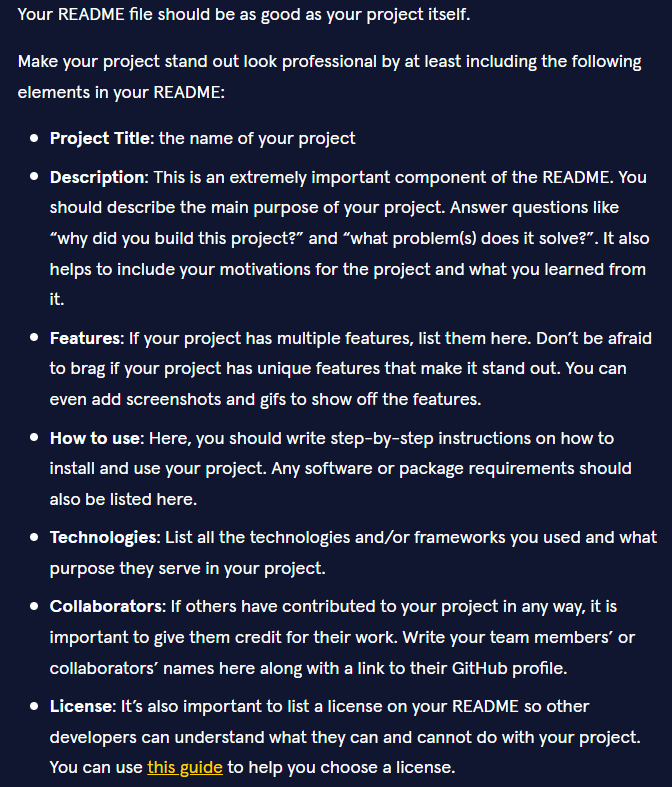 Your README file should be as good as your project itself.
Make your project stand out look professional by at least including the following
elements in your README:
• Project Title: the name of your project
• Description: This is an extremely important component of the README. You
should describe the main purpose of your project. Answer questions like
“why did you build this project?” and “what problem(s) does it solve?”. It also
helps to include your motivations for the project and what you learned from
it.
• Features: If your project has multiple features, list them here. Don’t be afraid
to brag if your project has unique features that make it stand out. You can
even add screenshots and gifs to show off the features.
• How to use: Here, you should write step-by-step instructions on how to
install and use your project. Any software or package requirements should
also be listed here.
• Technologies: List all the technologies and/or frameworks you used and what
purpose they serve in your project.
• Collaborators: If others have contributed to your project in any way, it is
important to give them credit for their work. Write your team members’ or
collaborators’ names here along with a link to their GitHub profile.
• License: It’s also important to list a license on your README so other
developers can understand what they can and cannot do with your project.
You can use this guide to help you choose a license.